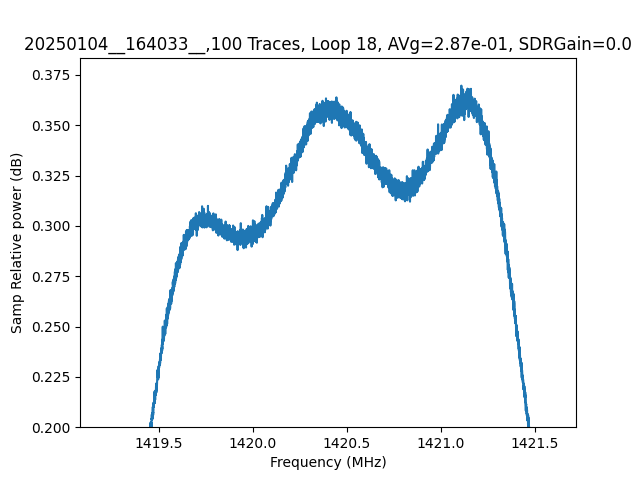 20250104__164033__,100 Traces, Loop 18, AVg=2.87e-01, SDRGain=0.0
0.375
0.350
0.325
0.300
0.275
0.250
0.225
0.200
Samp Relative power (dB)
1419.5 1420.0 1420.5 1421.0 1421.5
Frequency (MHz)